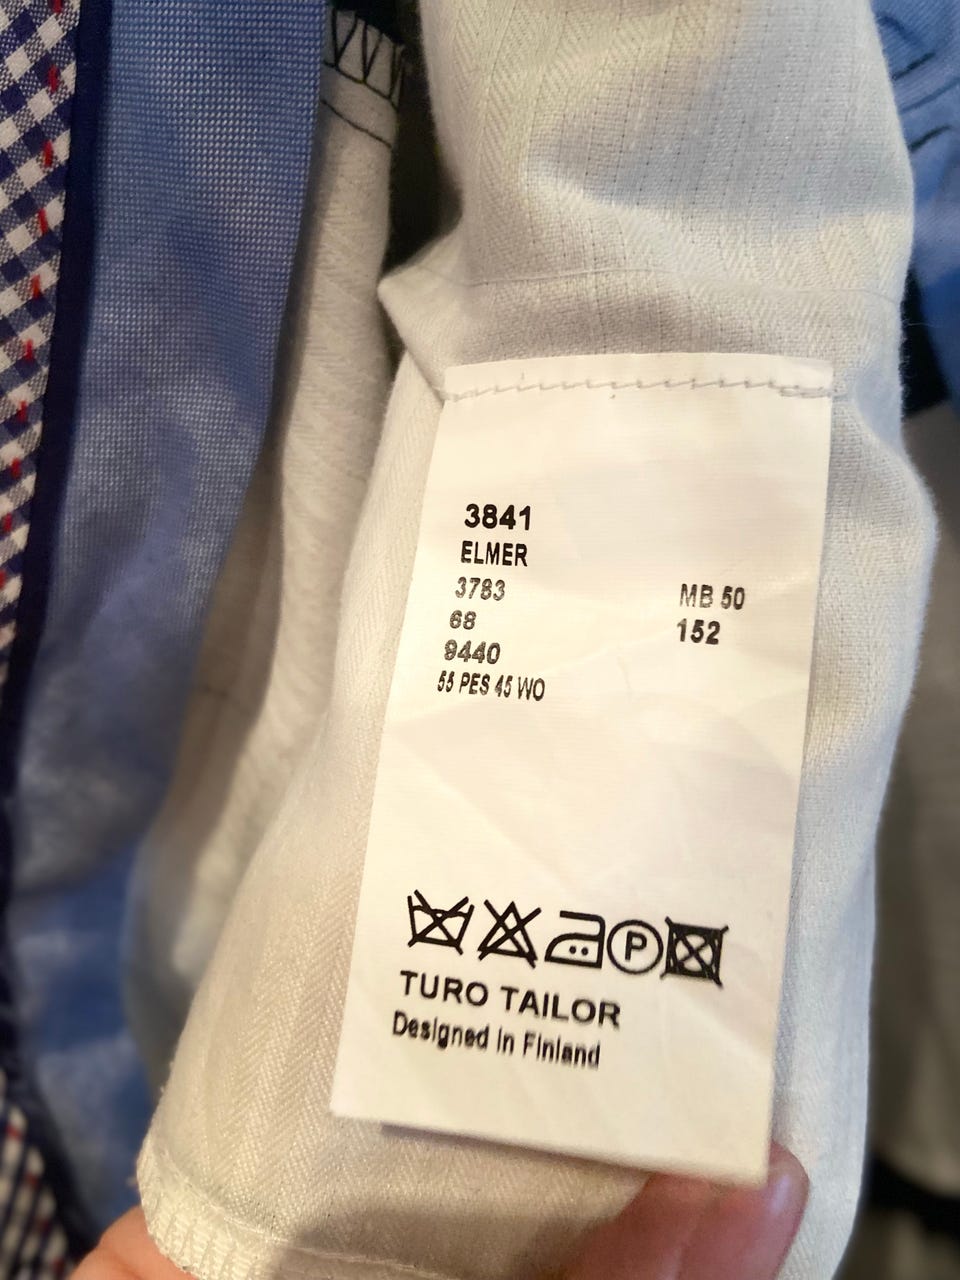 3841
ELMER
3783 MB 50
68 152
9440
55 PES 45 WO
P
TURO TAILOR
Designed in Finland